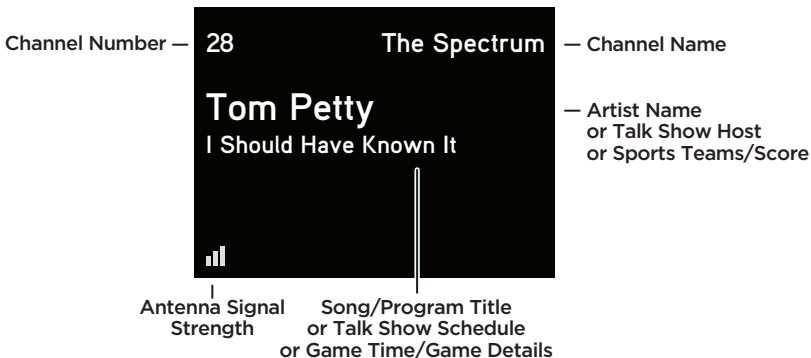 Channel Number
28
The Spectrum
Channel Name
Tom Petty
I Should Have Known It
Artist Name
or Talk Show Host
or Sports Teams/Score
Antenna Signal
Strength
Song/Program Title
or Talk Show Schedule
or Game Time/Game Details